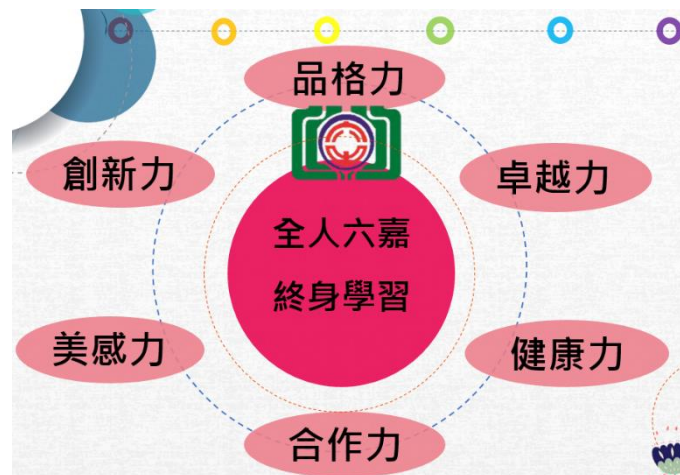 品格力
創新力
卓越力
全人六嘉
終身學習
美感力
健康力
合作力